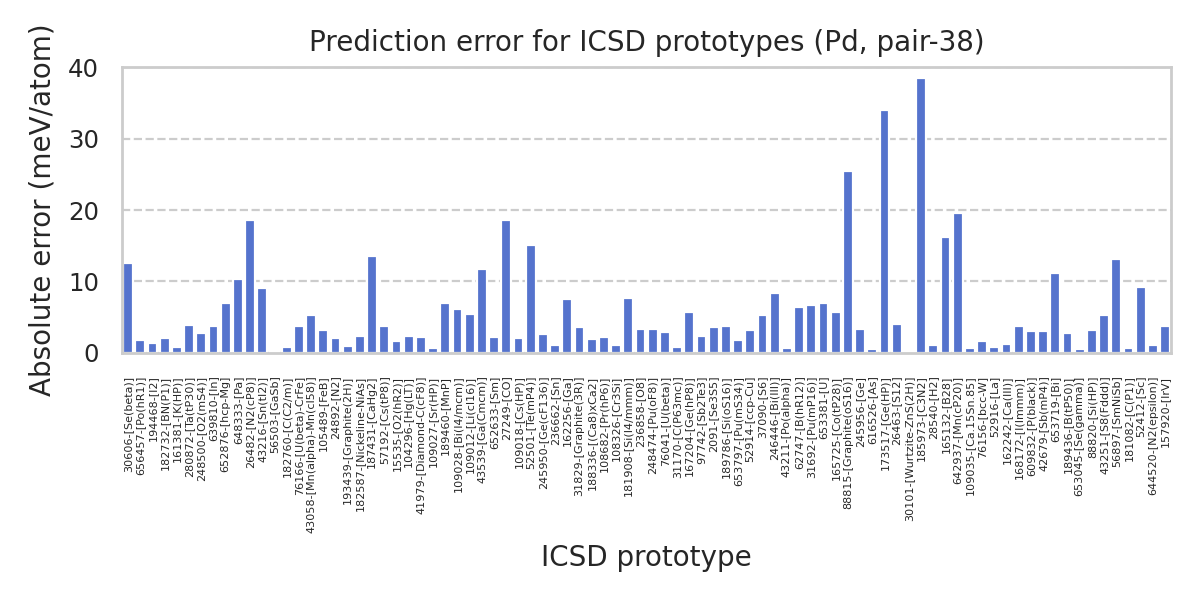 Prediction error for ICSD prototypes (Pd, pair-38)
Absolute error (meV/atom)
40
30
20
10
0
30606-[Se(beta)]
656457-[Po(hR1)]
194468-[I2]
182732-[BN(P1)]
161381-[K(HP)]
280872-[Ta(tP30)]
248500-[O2(mS4)]
639810-[In]
652876-[hcp-Mg]
648333-[Pa]
26482-[N2(cP8)]
43216-[Sn(tI2)]
56503-[GaSb]
182760-[C(C2/m)]
76166-[U(beta)-CrFe]
43058-[Mn(alpha)-Mn(cI58)]
105489-[FeB]
24892-[N2]
193439-[Graphite(2H)]
182587-[Nickeline-NiAs]
187431-[CaHg2]
57192-[Cs(tP8)]
15535-[O2(hR2)]
104296-[Hg(LT)]
41979-[Diamond-C(cF8)]
109027-[Sr(HP)]
189460-[MnP]
109028-[Bi(I4/mcm)]
109012-[Li(cI16)]
43539-[Ga(Cmcm)]
652633-[Sm]
27249-[CO]
109018-[Cs(HP)]
52501-[Te(mP4)]
245950-[Ge(cF136)]
236662-[Sn]
162256-[Ga]
31829-[Graphite(3R)]
188336-[(Ca8)xCa2]
108682-[Pr(hP6)]
108326-[Cr3Si]
181908-[Si(I4/mmm)]
236858-[O8]
248474-[Pu(oF8)]
76041-[U(beta)]
31170-[C(P63mc)]
167204-[Ge(hP8)]
97742-[Sb2Te3]
2091-[Se3S5]
189786-[Si(oS16)]
653797-[Pu(mS34)]
52914-[ccp-Cu]
37090-[S6]
246446-[Bi(III)]
43211-[Po(alpha)]
62747-[B(hR12)]
31692-[Pu(mP16)]
653381-[U]
165725-[Co(tP28)]
88815-[Graphite(oS16)]
245956-[Ge]
616526-[As]
173517-[Ge(HP)]
26463-[S12]
30101-[Wurtzite-ZnS(2H)]
185973-[C3N2]
28540-[H2]
165132-[B28]
642937-[Mn(cP20)]
109035-[Ca.15Sn.85]
76156-[bcc-W]
52916-[La]
162242-[Ca(III)]
168172-[I(Immm)]
609832-[P(black)]
42679-[Sb(mP4)]
653719-[Bi]
189436-[B(tP50)]
653045-[Se(gamma)]
88820-[Si(HP)]
43251-[S8(Fddd)]
56897-[SmNiSb]
181082-[C(P1)]
52412-[Sc]
644520-[N2(epsilon)]
157920-[IrV]
ICSD prototype